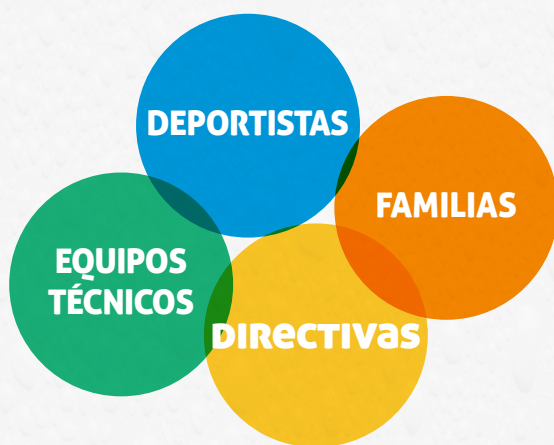 DEPORTISTAS
FAMILIAS
EQUIPOS
TÉCNICOS
DIRecTIVas